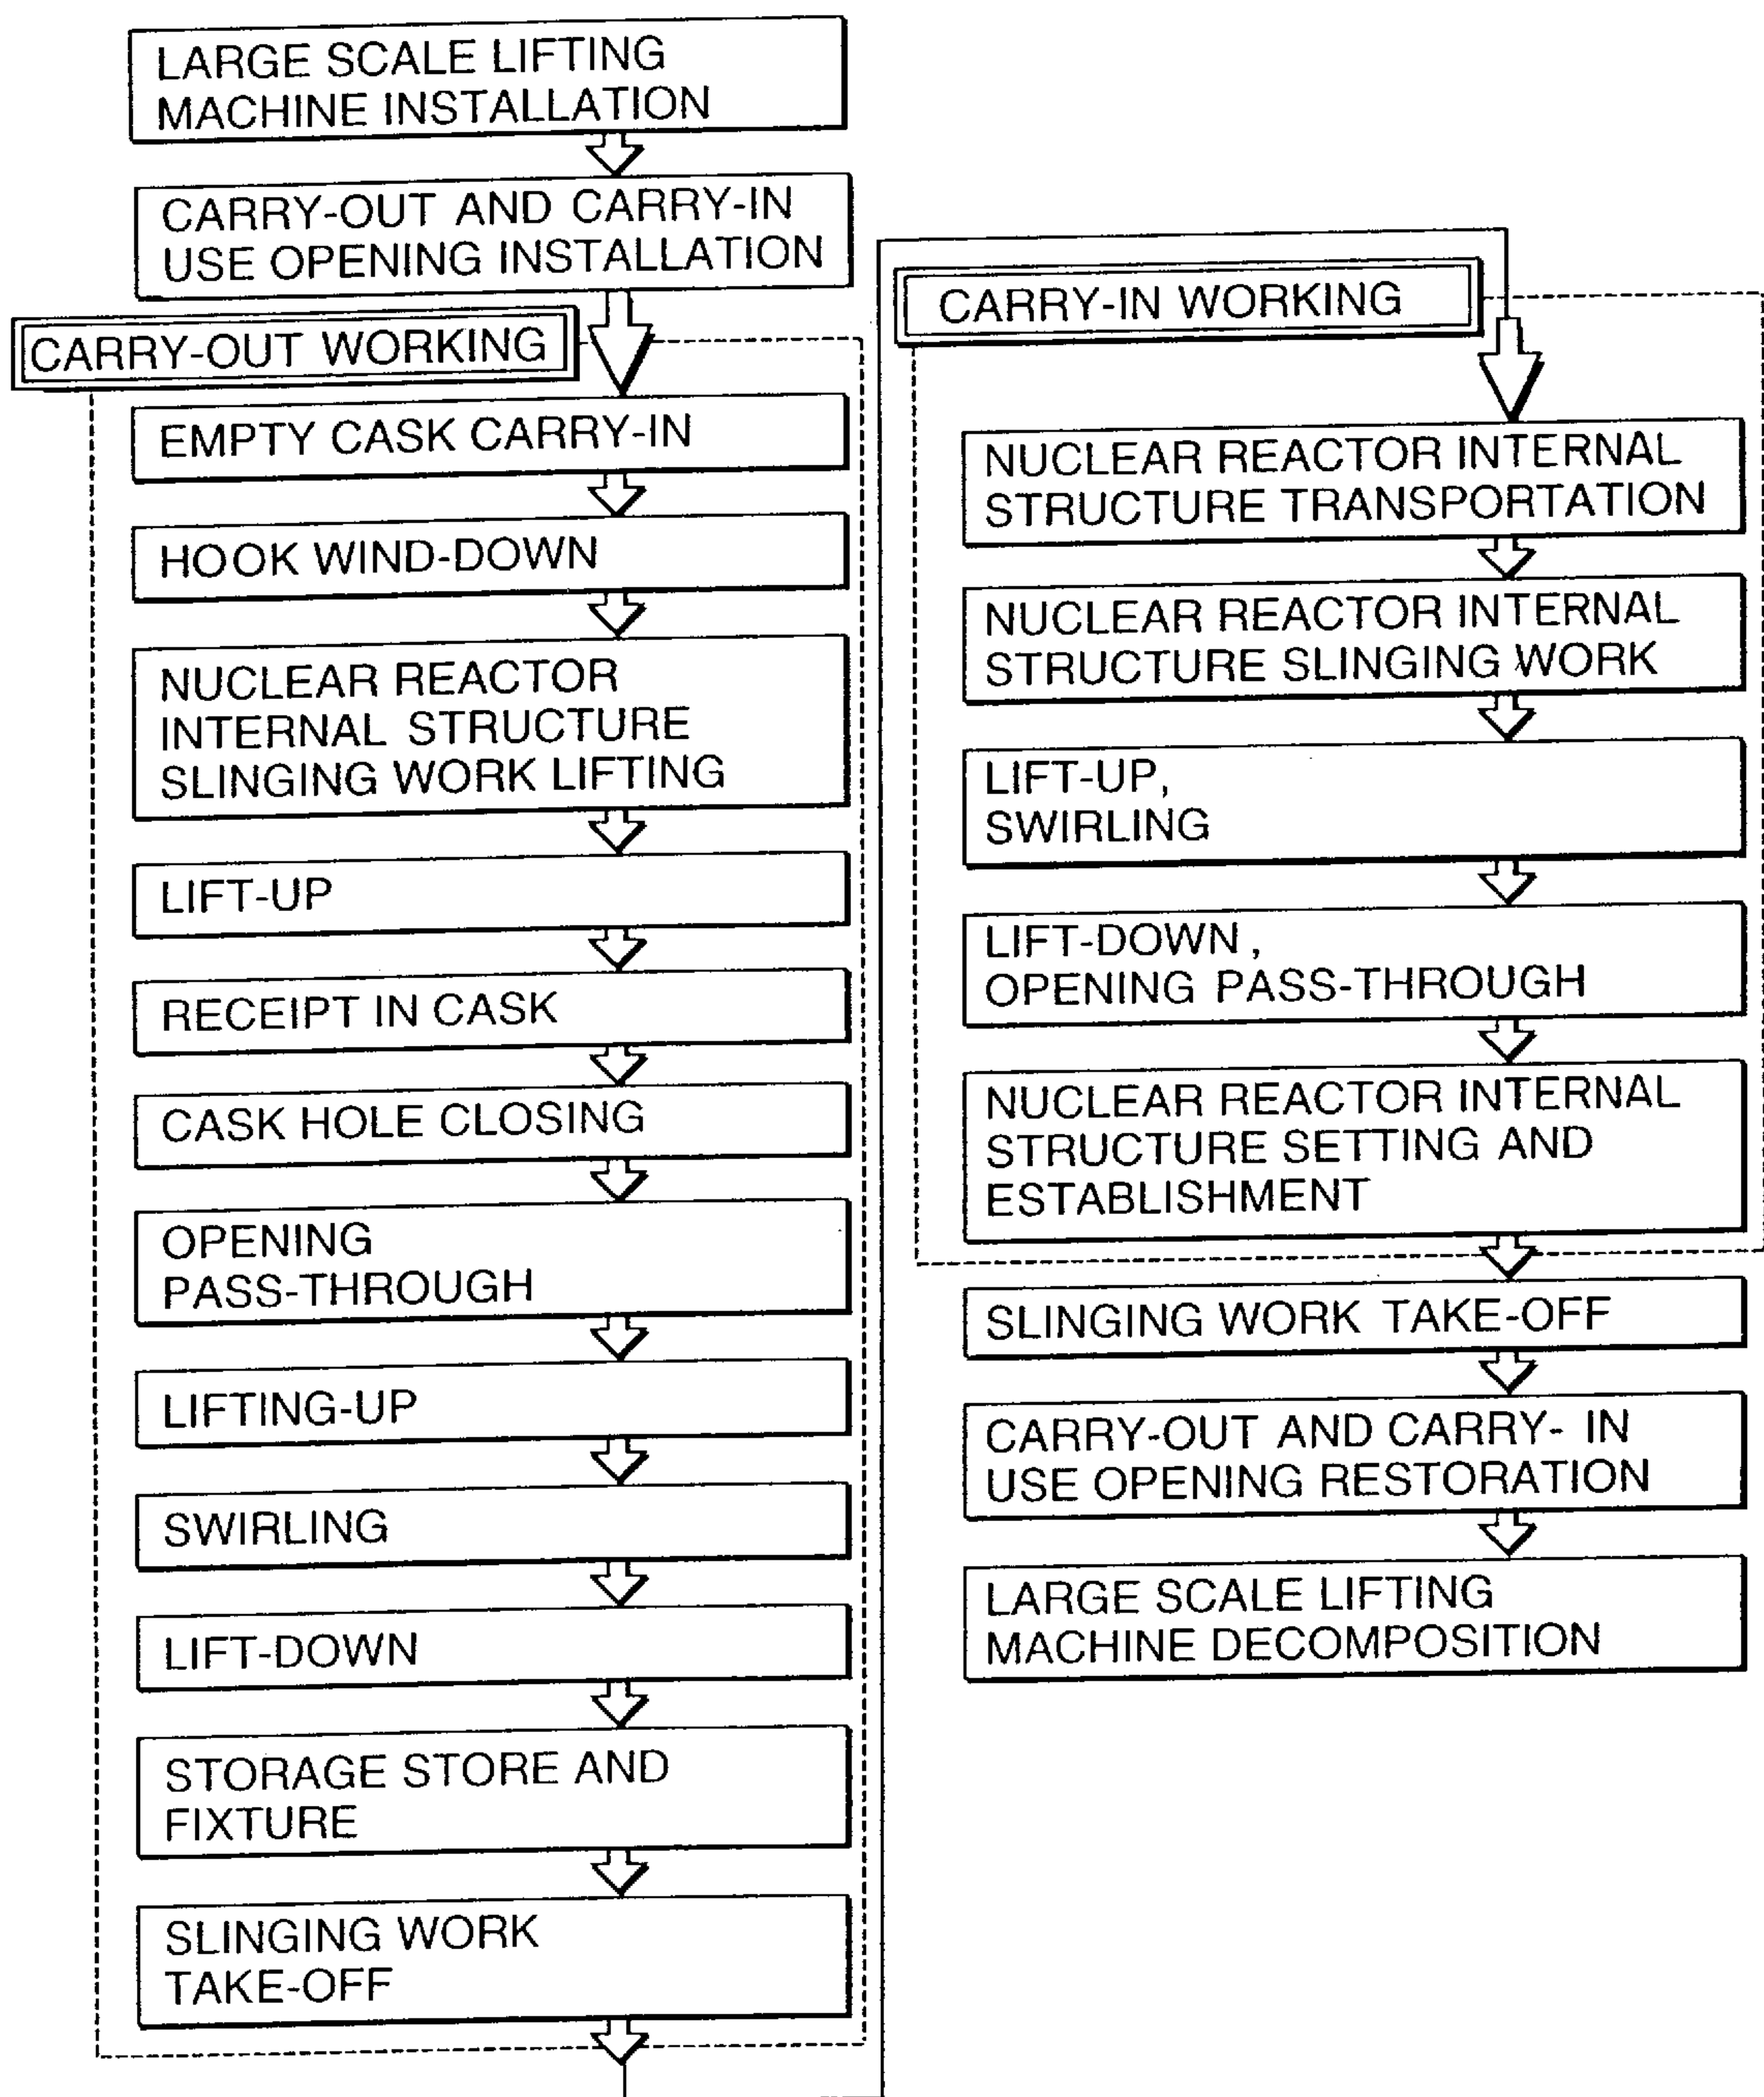 LARGE SCALE LIFTING
MACHINE INSTALLATION
CARRY-OUT AND CARRY-IN
USE OPENING INSTALLATION
CARRY-OUT WORKING
EMPTY CASK CARRY-IN
HOOK WIND-DOWN
NUCLEAR REACTOR
INTERNAL STRUCTURE
SLINGING WORK LIFTING
LIFT-UP
RECEIPT IN CASK
CASK HOLE CLOSING
OPENING
PASS-THROUGH
LIFTING-UP
SWIRLING
LIFT-DOWN
STORAGE STORE AND
FIXTURE
SLINGING WORK
TAKE-OFF
CARRY-IN WORKING
NUCLEAR REACTOR INTERNAL
STRUCTURE TRANSPORTATION
NUCLEAR REACTOR INTERNAL
STRUCTURE SLINGING WORK
LIFT-UP,
SWIRLING
LIFT-DOWN,
OPENING PASS-THROUGH
NUCLEAR REACTOR INTERNAL
STRUCTURE SETTING AND
ESTABLISHMENT
SLINGING WORK TAKE-OFF
CARRY-OUT AND CARRY- IN
USE OPENING RESTORATION
LARGE SCALE LIFTING
MACHINE DECOMPOSITION